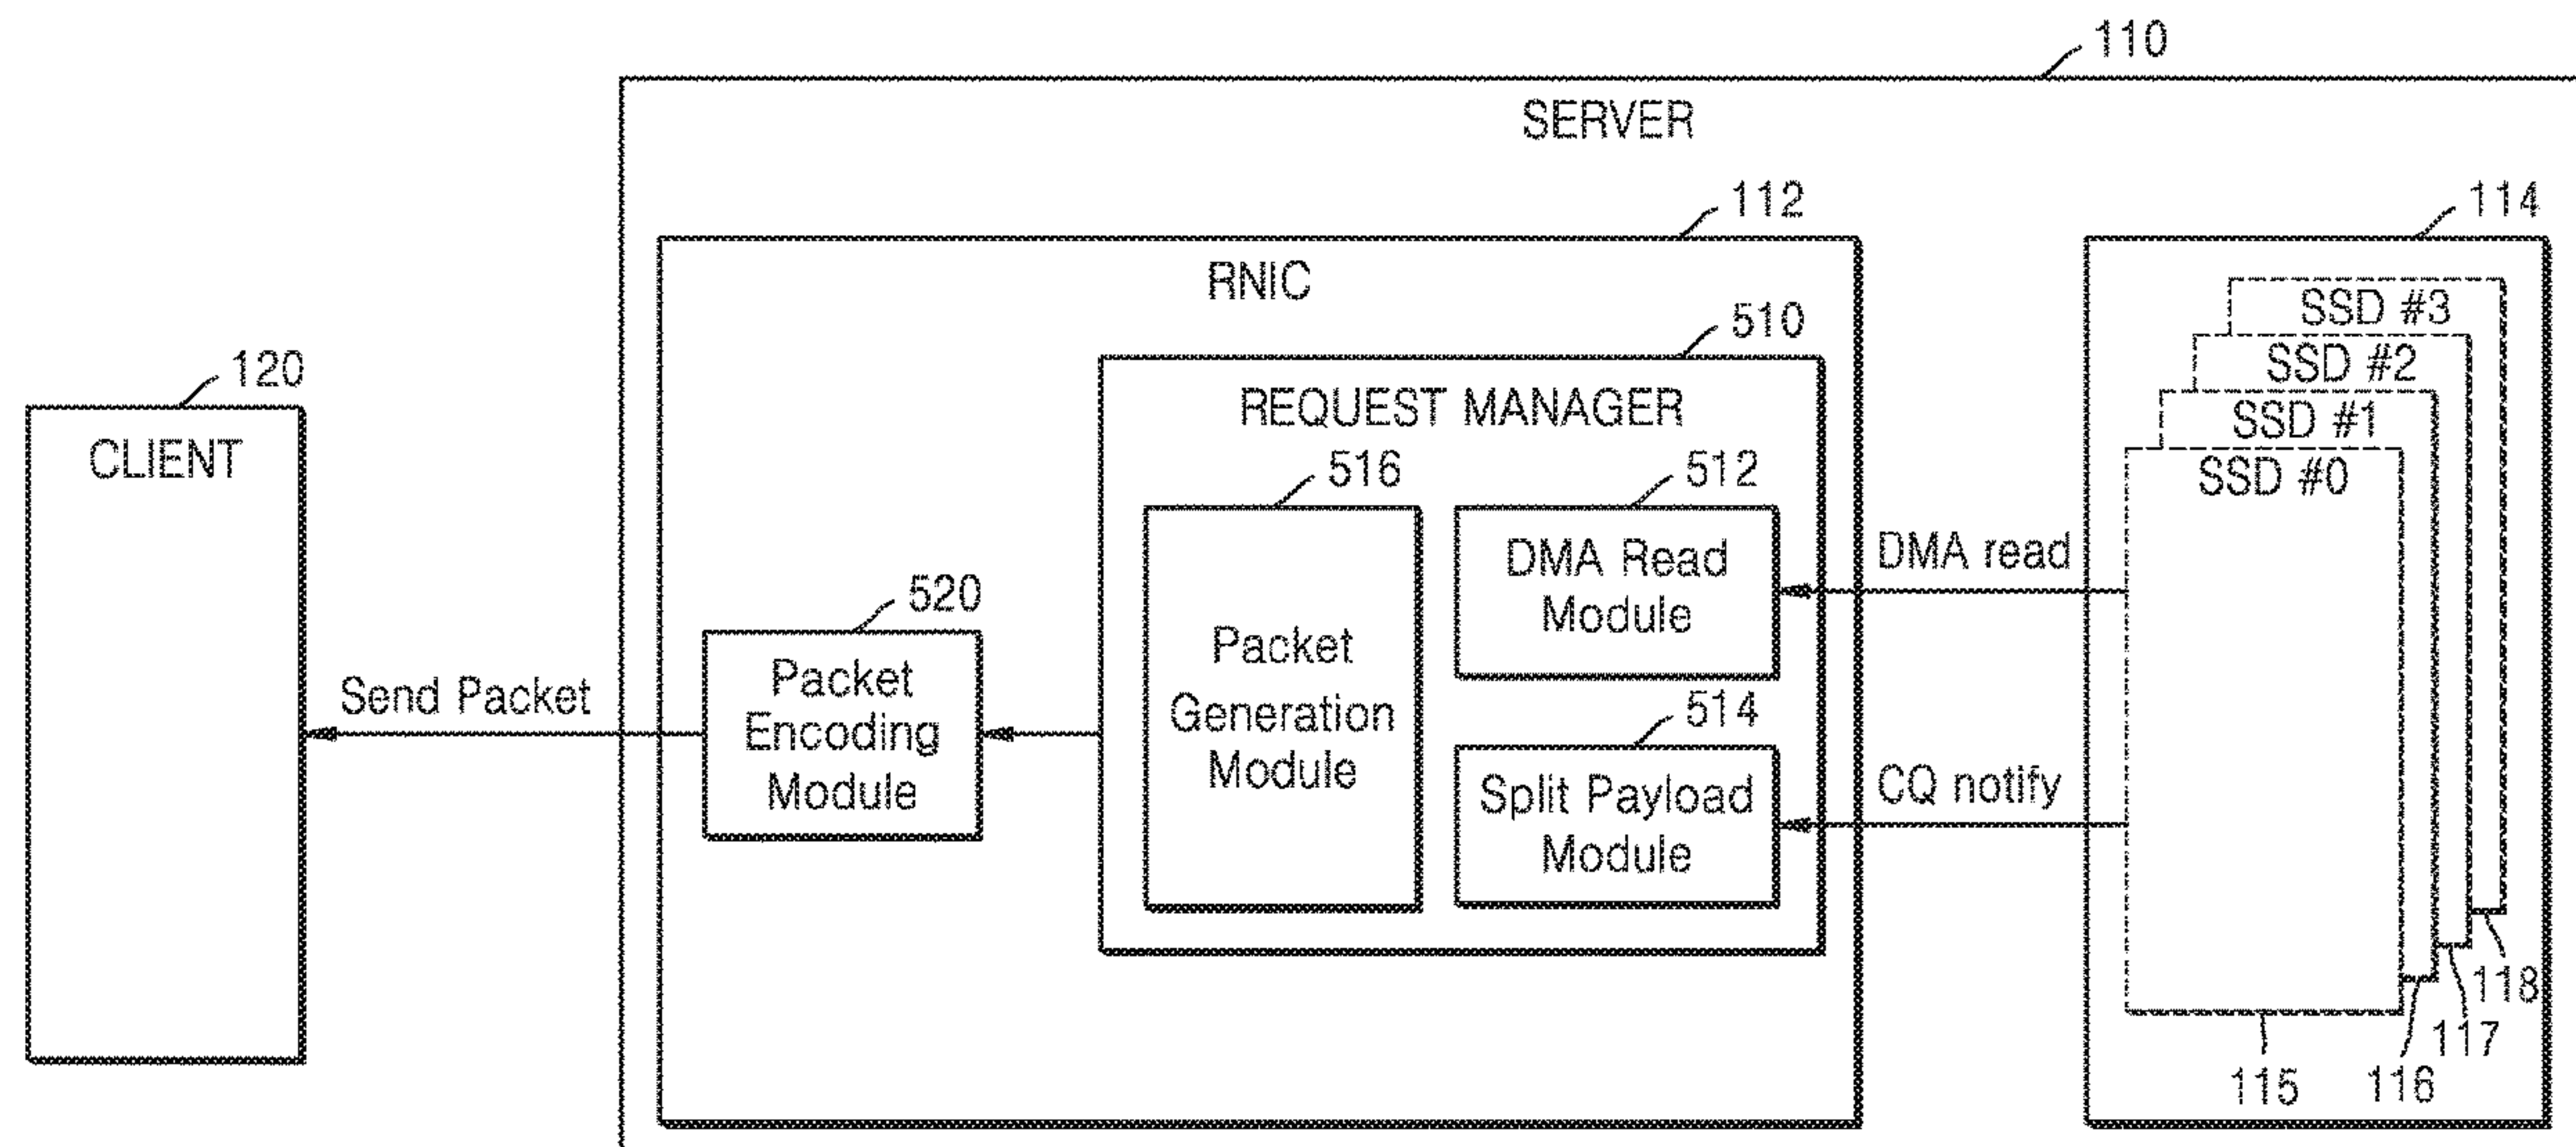 110
SERVER
112
114
RNIC
SSD #3
510
SSD #2
120
REQUEST MANAGER
SSD #1
CLIENT
516
512
SSD #0
DMA Read
Module
DMA read
520
Packet
Generation
Module
Packet
Encoding
Module
Send Packet
514
Split Payload
Module
CQ notify
118
117
116
115